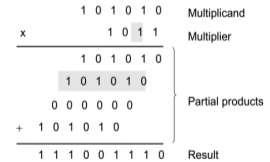 1 0 1 0 1 0 Multiplicand
x 1 0 1 1 Multiplier
1 0 1 0 1 0
1 0 1 0 1 0
0 0 0 0 0 0 Partial products
+ 1 0 1 0 1 0
1 1 1 0 0 1 1 1 0 Result